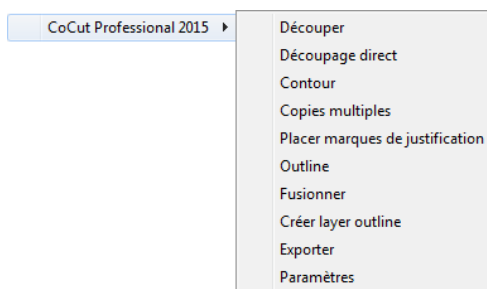 CoCut Professional 2015
Découper
Découpage direct
Contour
Copies multiples
Placer marques de justification
Outline
Fusionner
Créer layer outline
Exporter
Paramètres